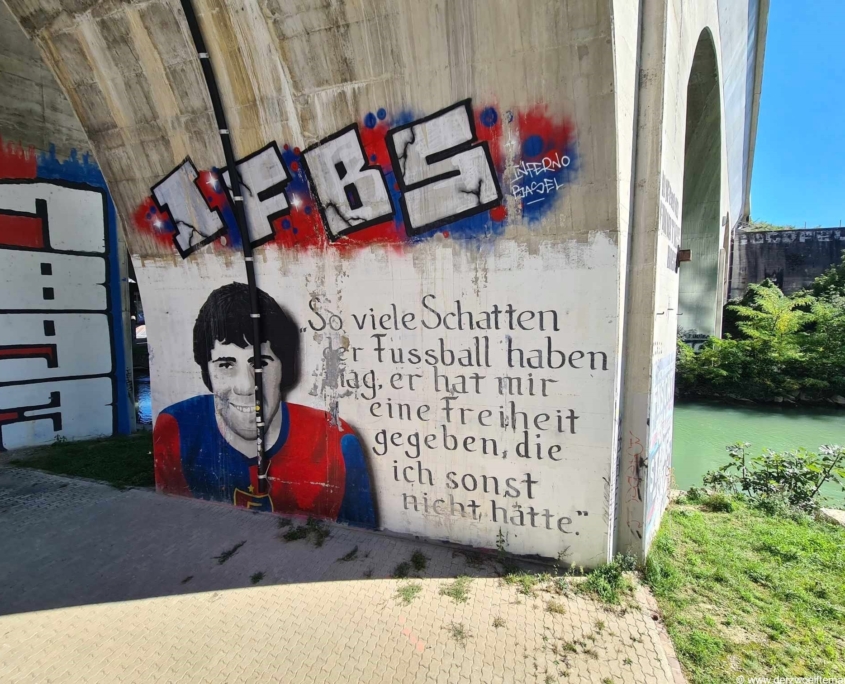 1FBS
INFERNO
BASEL
„So viele Schatten
der Fussball haben
mag, er hat mir
eine Freiheit
gegeben, die
ich sonst
nicht hätte."